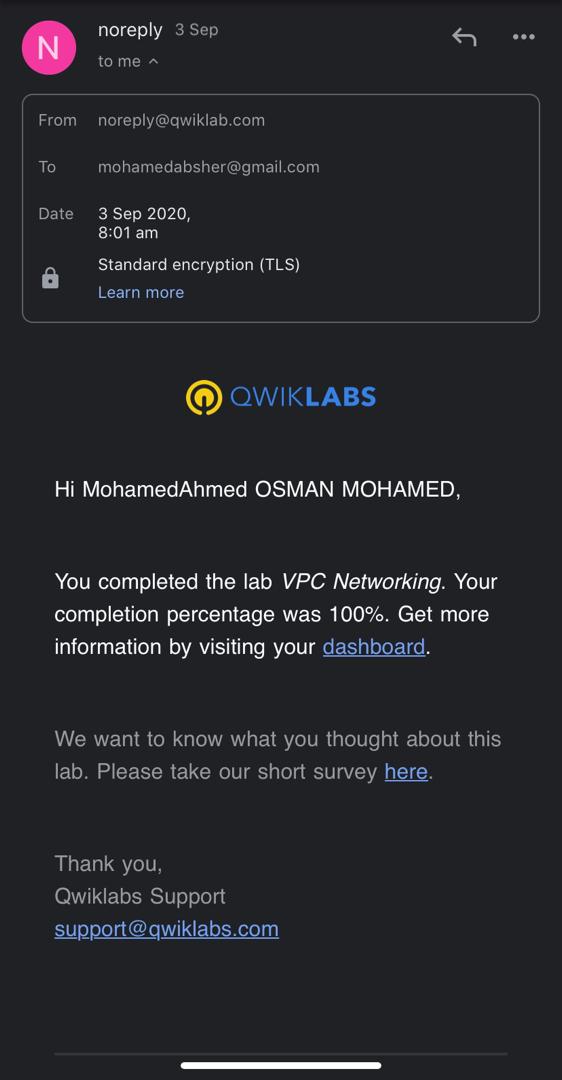 N
noreply 3 Sep
to me
From noreply@qwiklab.com
To mohamedabsher@gmail.com
Date 3 Sep 2020,
8:01 am
Standard encryption (TLS)
Learn more
QWIKLABS
Hi MohamedAhmed OSMAN MOHAMED,
You completed the lab VPC Networking. Your
completion percentage was 100%. Get more
information by visiting your dashboard.
We want to know what you thought about this
lab. Please take our short survey here.
Thank you,
Qwiklabs Support
support@qwiklabs.com